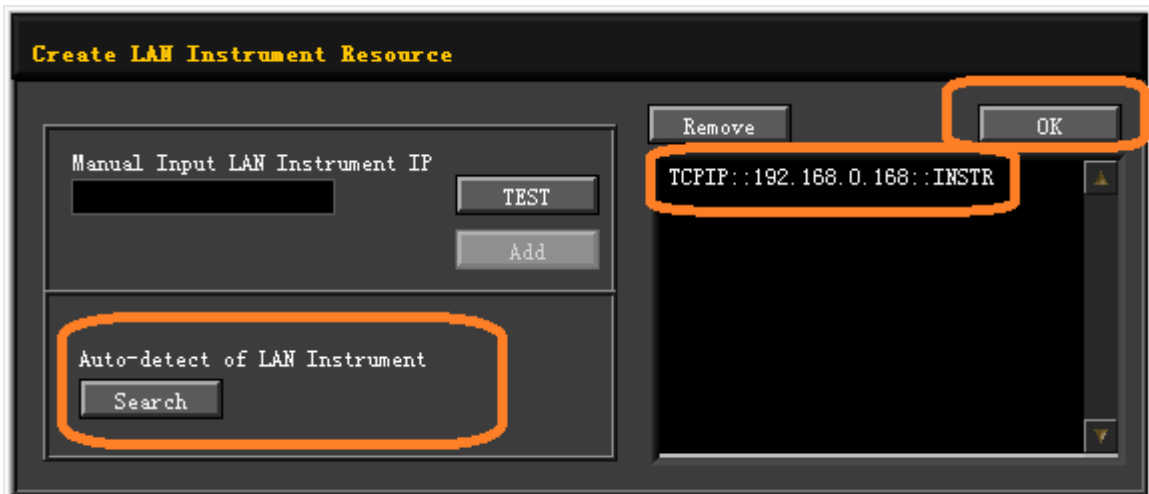 Create LAN Instrument Resource
Manual Input LAN Instrument IP
TEST
Add
Auto-detect of LAN Instrument
Search
Remove
OK
TCPIP::192.168.0.168::INSTR